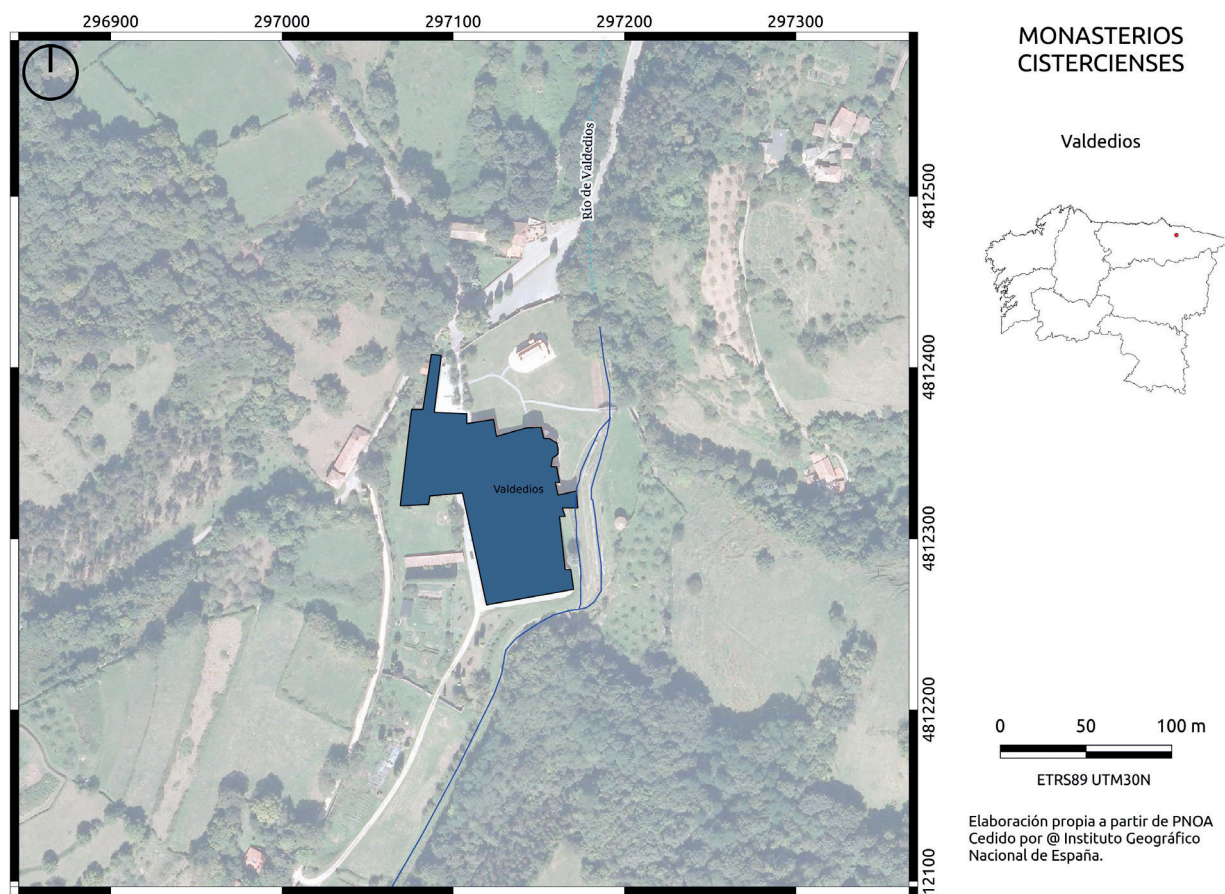 296900
297000
297100
297200
297300
MONASTERIOS
CISTERCIENSES
Valdedios
Río de Valdedios
4812500
4812400
Valdedios
4812300
4812200
4812100
0 50 100 m
ETRS89 UTM30N
Elaboración propia a partir de PNOA
Cedido por @ Instituto Geográfico
Nacional de España.